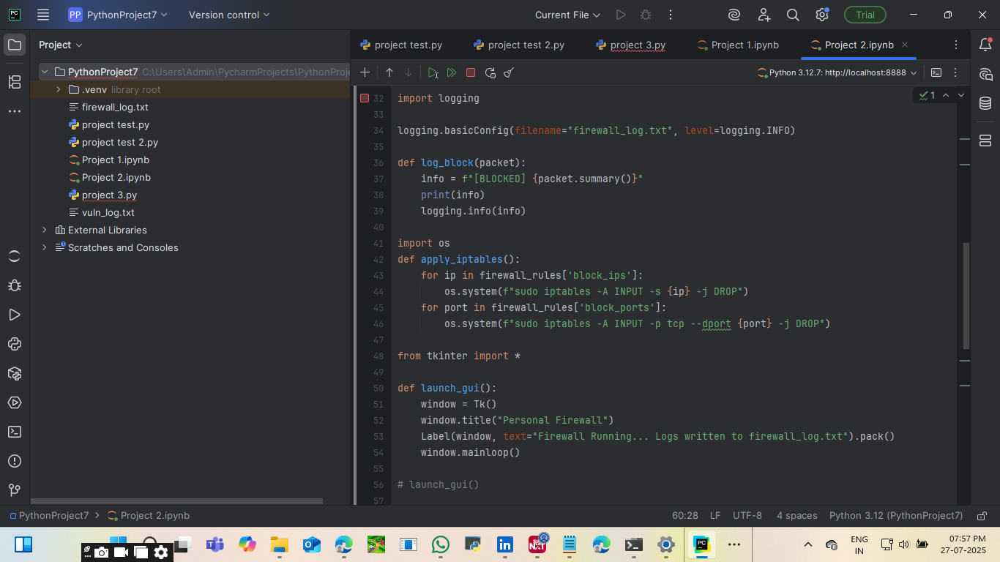 PC
PP PythonProject7
Version control
Current File
Trial
Project
project test.py
project test 2.py
project 3.py
Project 1.ipynb
Project 2.ipynb
PythonProject7 C:\Users\Admin\PycharmProjects\PythonProje
.venv library root
firewall_log.txt
project test.py
project test 2.py
Project 1.ipynb
Project 2.ipynb
project 3.py
vuln_log.txt
External Libraries
Scratches and Consoles
Python 3.12.7: http://localhost:8888
1
32 import logging
33
34 logging.basicConfig(filename="firewall_log.txt", level=logging.INFO)
35
36 def log_block(packet):
37     info = f"[BLOCKED] {packet.summary()}"
38     print(info)
39     logging.info(info)
40
41 import os
42 def apply_iptables():
43     for ip in firewall_rules['block_ips']:
44         os.system(f"sudo iptables -A INPUT -s {ip} -j DROP")
45     for port in firewall_rules['block_ports']:
46         os.system(f"sudo iptables -A INPUT -p tcp --dport {port} -j DROP")
47
48 from tkinter import *
49
50 def launch_gui():
51     window = Tk()
52     window.title("Personal Firewall")
53     Label(window, text="Firewall Running... Logs written to firewall_log.txt").pack()
54     window.mainloop()
55
56 # launch_gui()
57
PythonProject7 > Project 2.ipynb
60:28 LF UTF-8 4 spaces Python 3.12 (PythonProject7)
ENG
IN
07:57 PM
27-07-2025